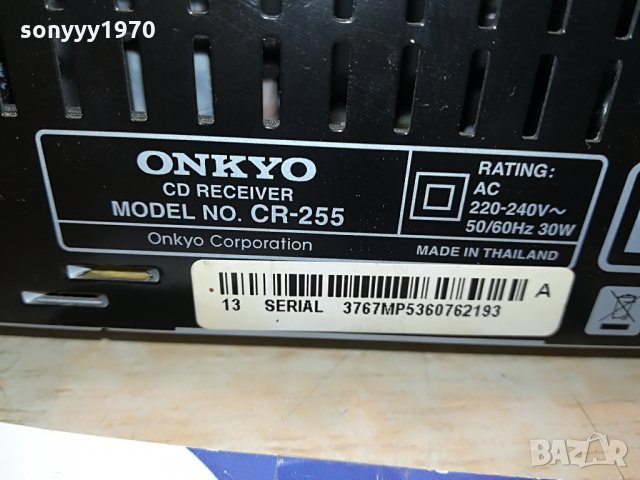 sonyyy1970
ONKYO
CD RECEIVER
MODEL NO. CR-255
Onkyo Corporation
RATING:
AC
220-240V~
50/60Hz 30W
MADE IN THAILAND
A
13 SERIAL 3767MP5360762193
BAZAR